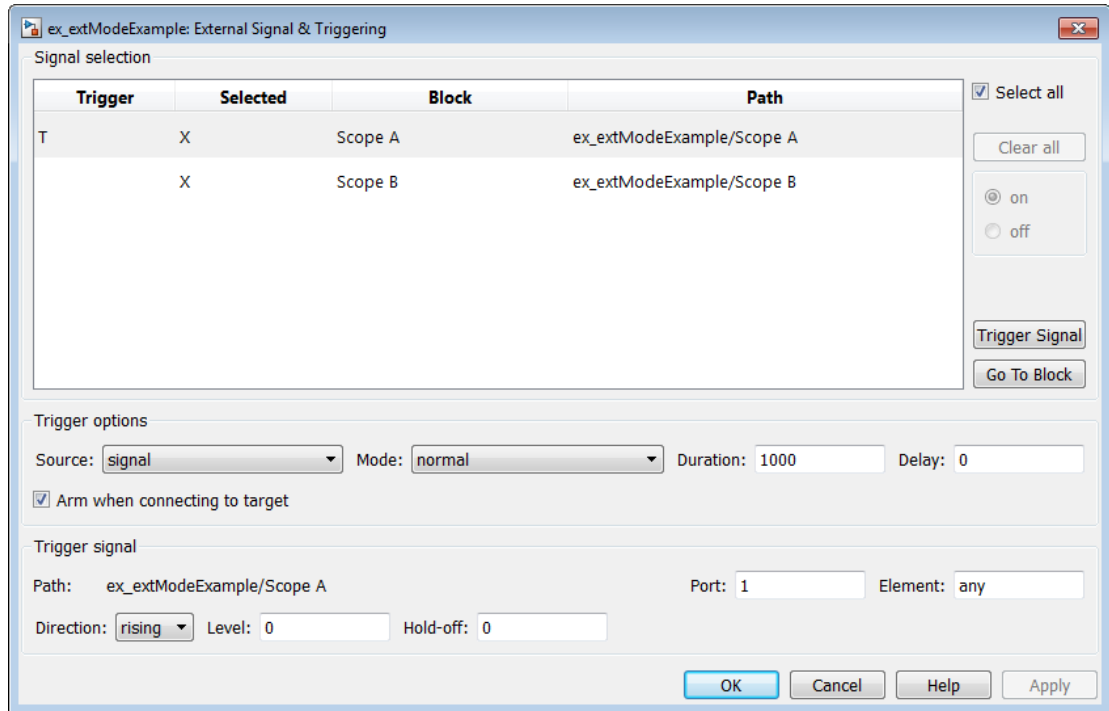 ex_extModeExample: External Signal & Triggering
Signal selection
Trigger Selected Block Path
Select all
T X Scope A ex_extModeExample/Scope A
Clear all
X Scope B ex_extModeExample/Scope B
on
off
Trigger Signal
Go To Block
Trigger options
Source: signal Mode: normal Duration: 1000 Delay: 0
Arm when connecting to target
Trigger signal
Path: ex_extModeExample/Scope A Port: 1 Element: any
Direction: rising Level: 0 Hold-off: 0
OK Cancel Help Apply